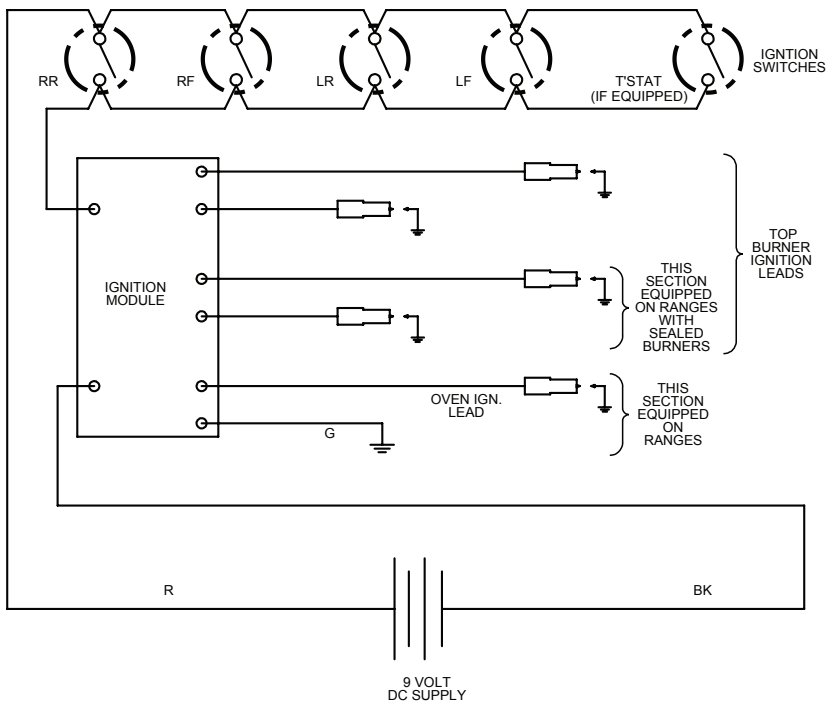 IGNTION
SWITCHES
RR
RF
LR
LF
T'STAT
(IF EQUIPPED)
IGNITION
MODULE
TOP
BURNER
IGNITION
LEADS
THIS
SECTION
EQUIPPED
ON RANGES
WITH
SEALED
BURNERS
OVEN IGN.
LEAD
THIS
SECTION
EQUIPPED
ON
RANGES
G
R
BK
9 VOLT
DC SUPPLY